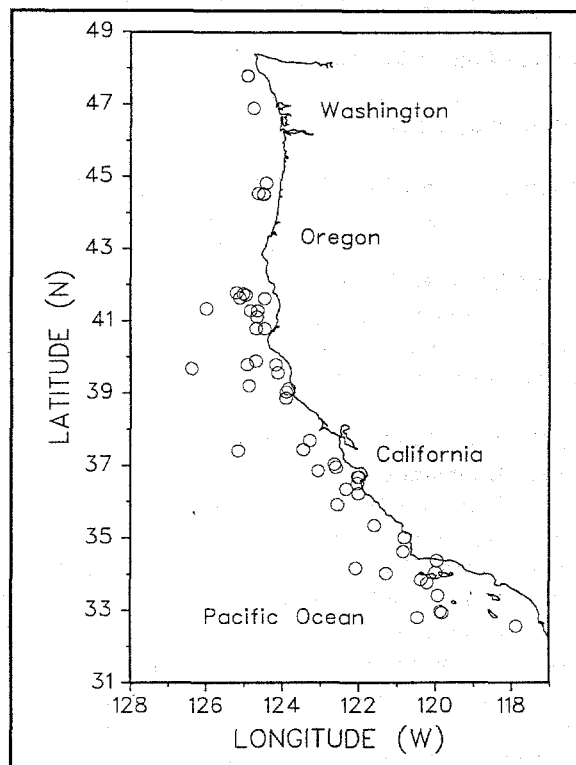 49
47
45
43
41
39
37
35
33
31
LATITUDE (N)
Washington
Oregon
California
Pacific Ocean
128 126 124 122 120 118
LONGITUDE (W)